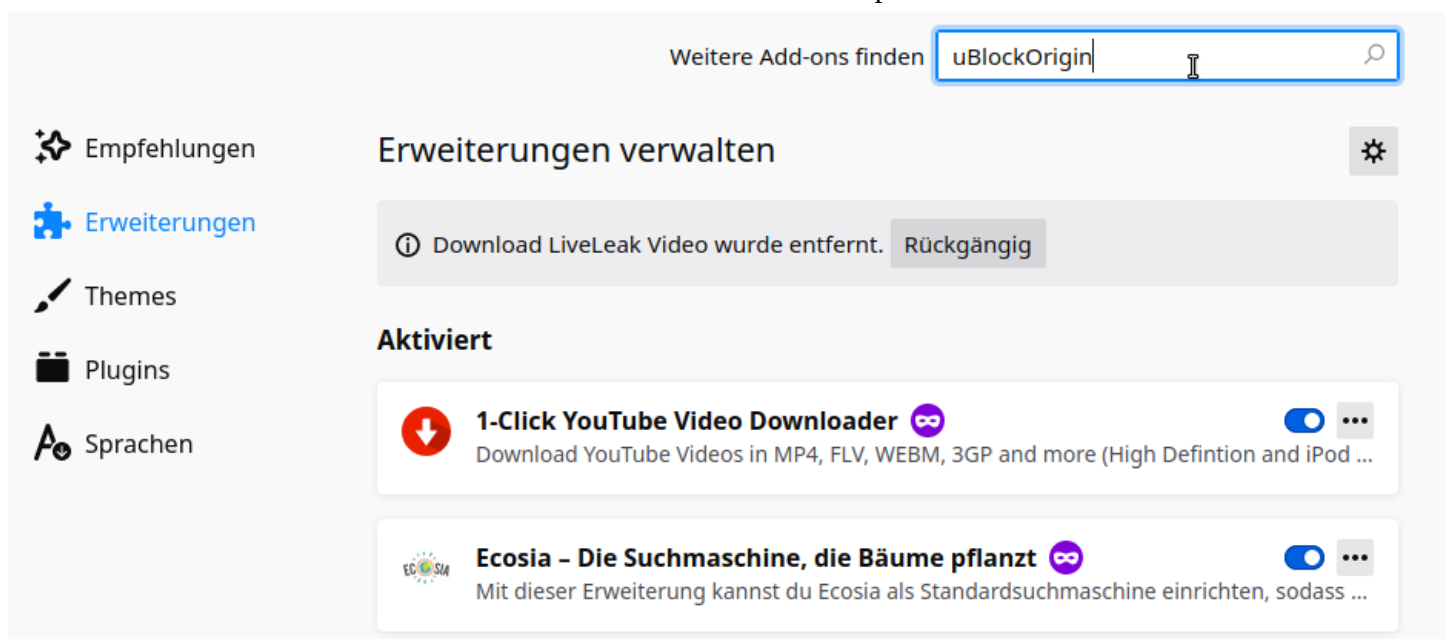 Weitere Add-ons finden uBlockOrigin
Empfehlungen
Erweiterungen
Themes
Plugins
Sprachen
Erweiterungen verwalten
Download LiveLeak Video wurde entfernt. Rückgängig
Aktiviert
1-Click YouTube Video Downloader
Download YouTube Videos in MP4, FLV, WEBM, 3GP and more (High Defintion and iPod ...
ECOSIA
Ecosia – Die Suchmaschine, die Bäume pflanzt
Mit dieser Erweiterung kannst du Ecosia als Standardsuchmaschine einrichten, sodass ...